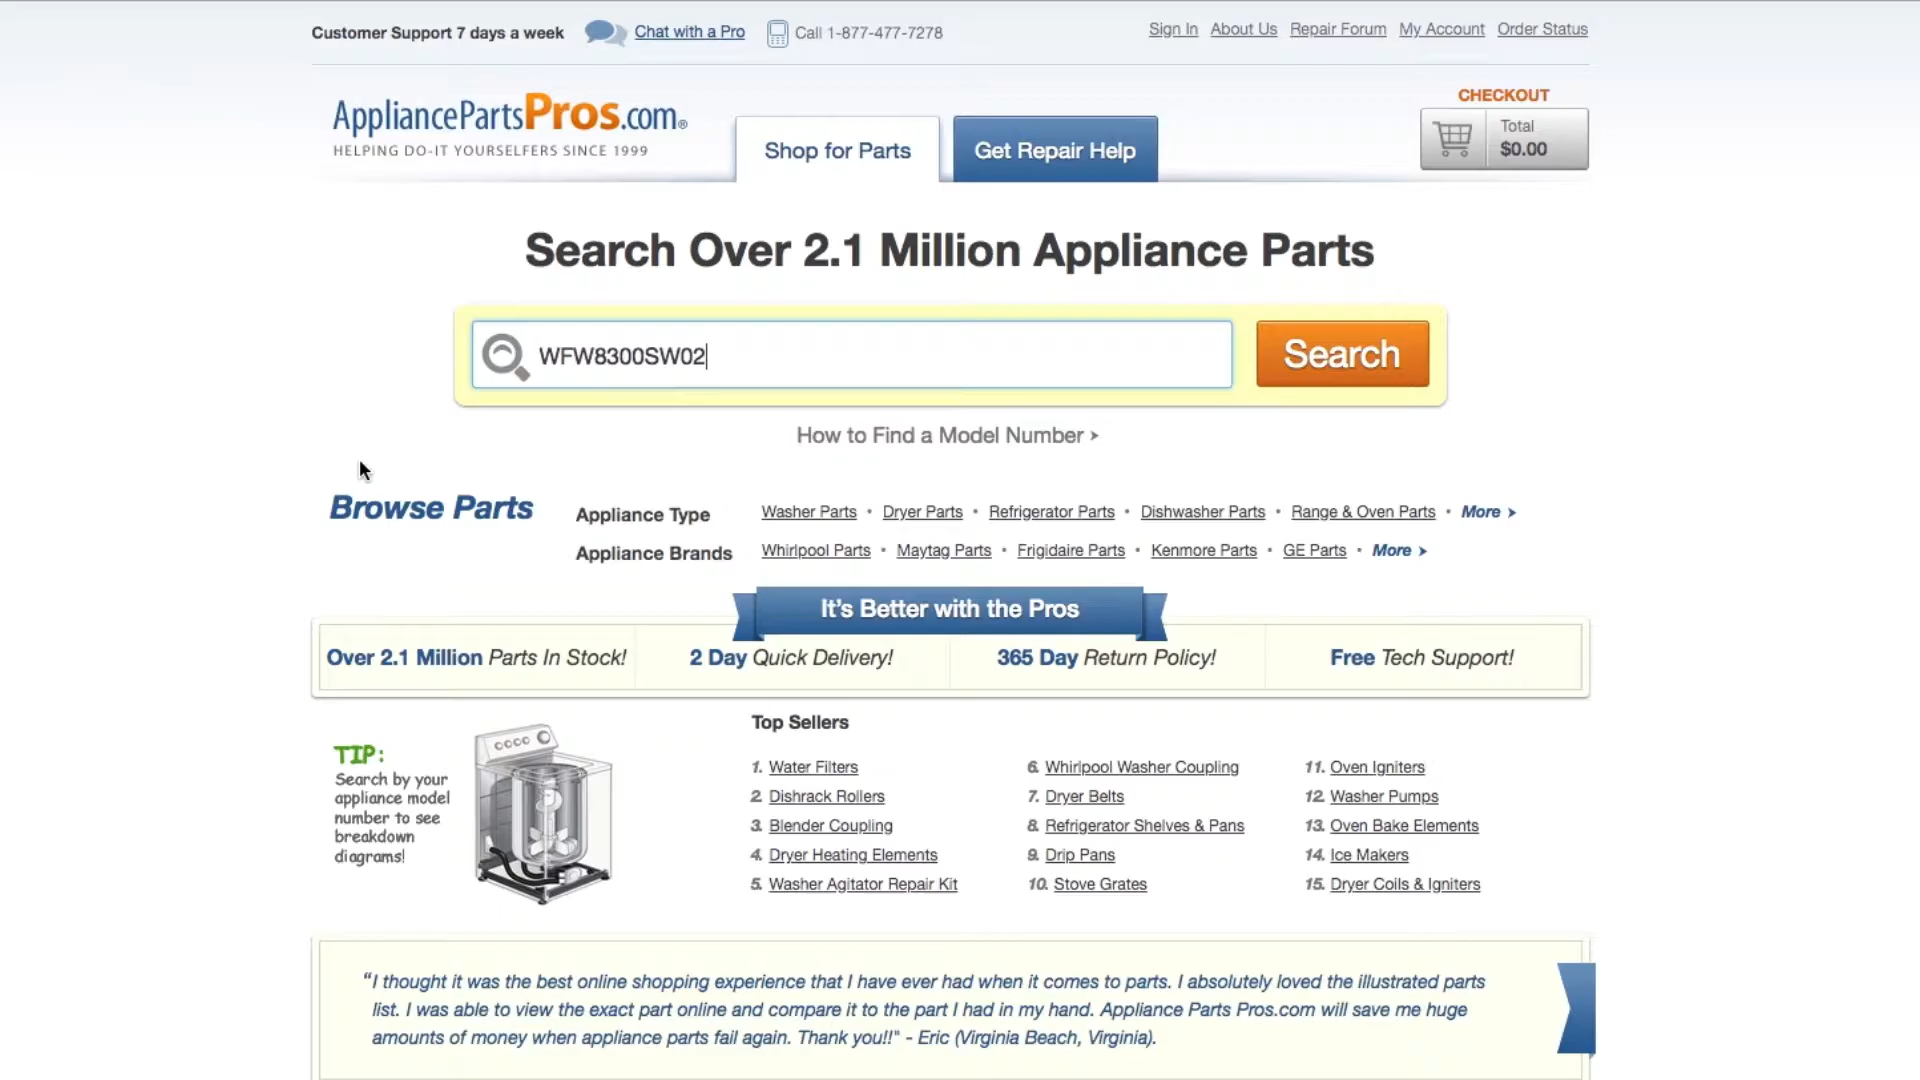 Customer Support 7 days a week Chat with a Pro Call 1-877-477-7278 Sign In About Us Repair Forum My Account Order Status
AppliancePartsPros.com®
HELPING DO-IT YOURSELFERS SINCE 1999
Shop for Parts
Get Repair Help
CHECKOUT
Total
$0.00
Search Over 2.1 Million Appliance Parts
WFW8300SW02 Search
How to Find a Model Number >
Browse Parts
Appliance Type Washer Parts • Dryer Parts • Refrigerator Parts • Dishwasher Parts • Range & Oven Parts • More >
Appliance Brands Whirlpool Parts • Maytag Parts • Frigidaire Parts • Kenmore Parts • GE Parts • More >
It's Better with the Pros
Over 2.1 Million Parts In Stock! 2 Day Quick Delivery! 365 Day Return Policy! Free Tech Support!
TIP:
Search by your
appliance model
number to see
breakdown
diagrams!
Top Sellers
1. Water Filters
2. Dishrack Rollers
3. Blender Coupling
4. Dryer Heating Elements
5. Washer Agitator Repair Kit
6. Whirlpool Washer Coupling
7. Dryer Belts
8. Refrigerator Shelves & Pans
9. Drip Pans
10. Stove Grates
11. Oven Igniters
12. Washer Pumps
13. Oven Bake Elements
14. Ice Makers
15. Dryer Coils & Igniters
"I thought it was the best online shopping experience that I have ever had when it comes to parts. I absolutely loved the illustrated parts
list. I was able to view the exact part online and compare it to the part I had in my hand. Appliance Parts Pros.com will save me huge
amounts of money when appliance parts fail again. Thank you!!" - Eric (Virginia Beach, Virginia).